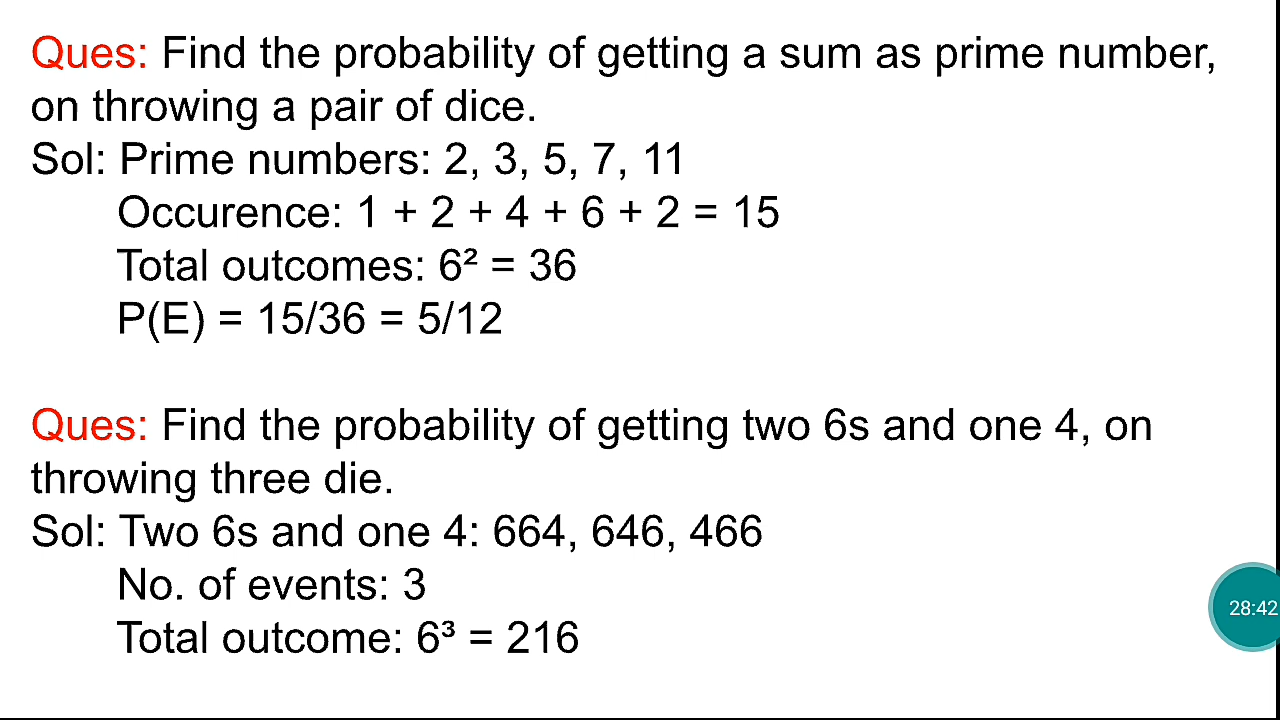 Ques: Find the probability of getting a sum as prime number,
on throwing a pair of dice.
Sol: Prime numbers: 2, 3, 5, 7, 11
Occurence: 1 + 2 + 4 + 6 + 2 = 15
Total outcomes: 6² = 36
P(E) = 15/36 = 5/12
Ques: Find the probability of getting two 6s and one 4, on
throwing three die.
Sol: Two 6s and one 4: 664, 646, 466
No. of events: 3
Total outcome: 6³ = 216
28:42